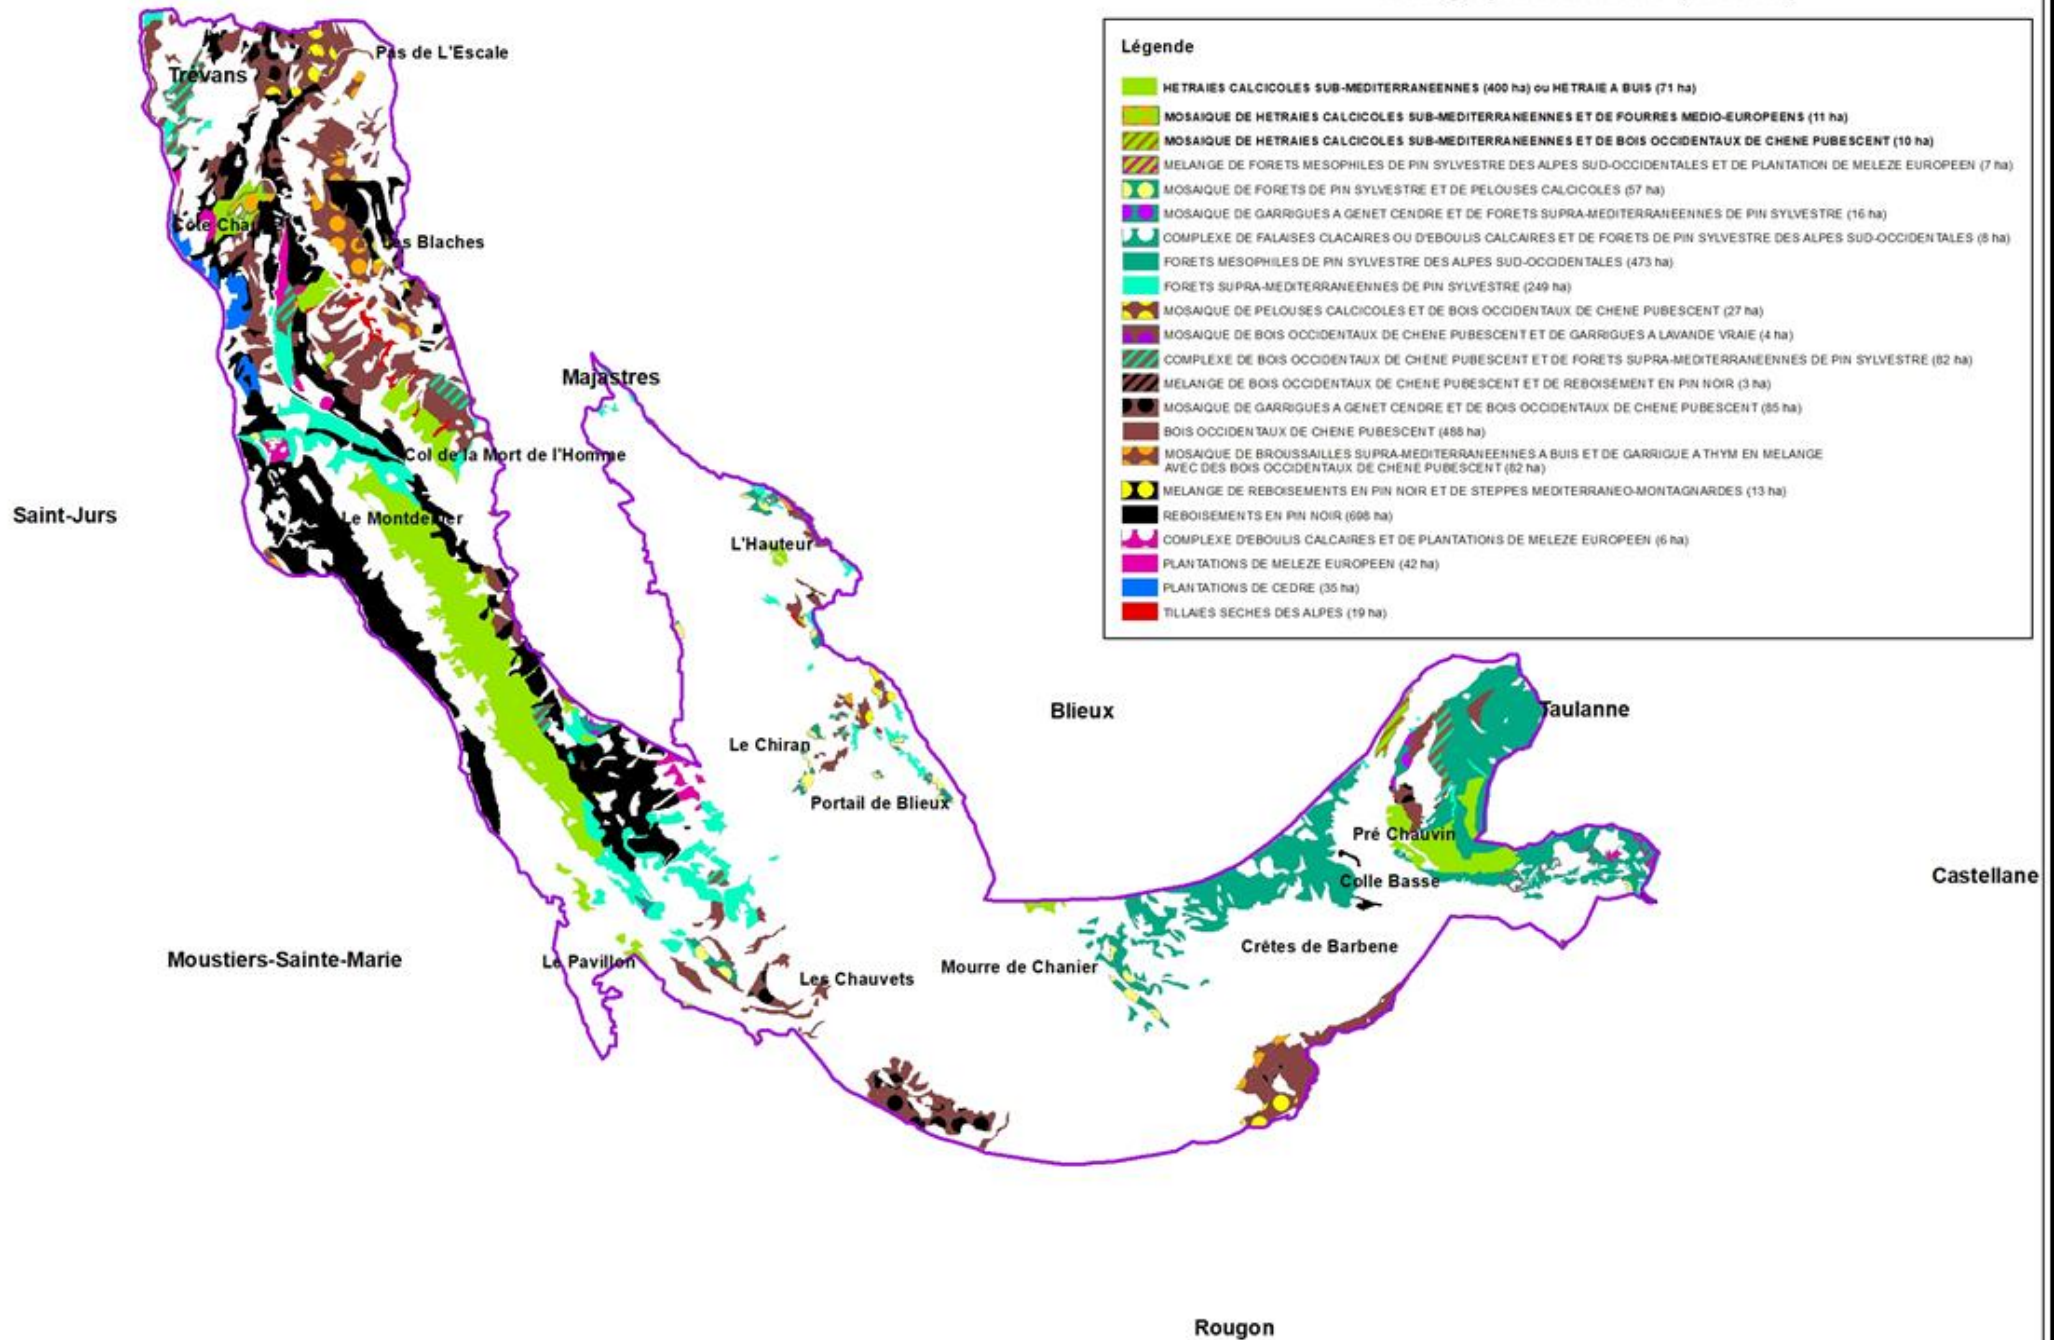 Légende
HETRAIES CALCICOLES SUB-MEDITERRANEENNES (400 ha) ou HETRAIE A BUIS (71 ha)
MOSAIQUE DE HETRAIES CALCICOLES SUB-MEDITERRANEENNES ET DE FOURRES MEDIO-EUROPEENS (11 ha)
MOSAIQUE DE HETRAIES CALCICOLES SUB-MEDITERRANEENNES ET DE BOIS OCCIDENTAUX DE CHENE PUBESCENT (10 ha)
MELANGE DE FORETS MESOPHILES DE PIN SYLVESTRE DES ALPES SUD-OCCIDENTALES ET DE PLANTATION DE MELEZE EUROPEEN (7 ha)
MOSAIQUE DE FORETS DE PIN SYLVESTRE ET DE PELOUSES CALCICOLES (57 ha)
MOSAIQUE DE GARRIGUES A GENET CENDRE ET DE FORETS SUPRA-MEDITERRANEENNES DE PIN SYLVESTRE (16 ha)
COMPLEXE DE FALAISES CLACAIRES OU D'EBOULIS CALCAIRES ET DE FORETS DE PIN SYLVESTRE DES ALPES SUD-OCCIDENTALES (8 ha)
FORETS MESOPHILES DE PIN SYLVESTRE DES ALPES SUD-OCCIDENTALES (473 ha)
FORETS SUPRA-MEDITERRANEENNES DE PIN SYLVESTRE (249 ha)
MOSAIQUE DE PELOUSES CALCICOLES ET DE BOIS OCCIDENTAUX DE CHENE PUBESCENT (27 ha)
MOSAIQUE DE BOIS OCCIDENTAUX DE CHENE PUBESCENT ET DE GARRIGUES A LAVANDE VRAIE (4 ha)
COMPLEXE DE BOIS OCCIDENTAUX DE CHENE PUBESCENT ET DE FORETS SUPRA-MEDITERRANEENNES DE PIN SYLVESTRE (82 ha)
MELANGE DE BOIS OCCIDENTAUX DE CHENE PUBESCENT ET DE REBOISEMENT EN PIN NOIR (3 ha)
MOSAIQUE DE GARRIGUES A GENET CENDRE ET DE BOIS OCCIDENTAUX DE CHENE PUBESCENT (85 ha)
BOIS OCCIDENTAUX DE CHENE PUBESCENT (488 ha)
MOSAIQUE DE BROUSSAILLES SUPRA-MEDITERRANEENNES A BUIS ET DE GARRIGUE A THYM EN MELANGE
AVEC DES BOIS OCCIDENTAUX DE CHENE PUBESCENT (82 ha)
MELANGE DE REBOISEMENTS EN PIN NOIR ET DE STEPPES MEDITERRANEO-MONTAGNARDES (13 ha)
REBOISEMENTS EN PIN NOIR (698 ha)
COMPLEXE D'EBOULIS CALCAIRES ET DE PLANTATIONS DE MELEZE EUROPEEN (6 ha)
PLANTATIONS DE MELEZE EUROPEEN (42 ha)
PLANTATIONS DE CEDRE (35 ha)
TILLAIES SECHES DES ALPES (19 ha)
Pas de L'Escale
Trévans
Les Blaches
Majastres
Col de la Mort de l'Homme
Saint-Jurs
Le Montdenier
L'Hauteur
Blieux
Taulanne
Le Chiran
Portail de Blieux
Pré Chauvin
Castellane
Colle Basse
Crêtes de Barbene
Moustiers-Sainte-Marie
Le Pavillon
Mourre de Chanier
Les Chauvets
Rougon